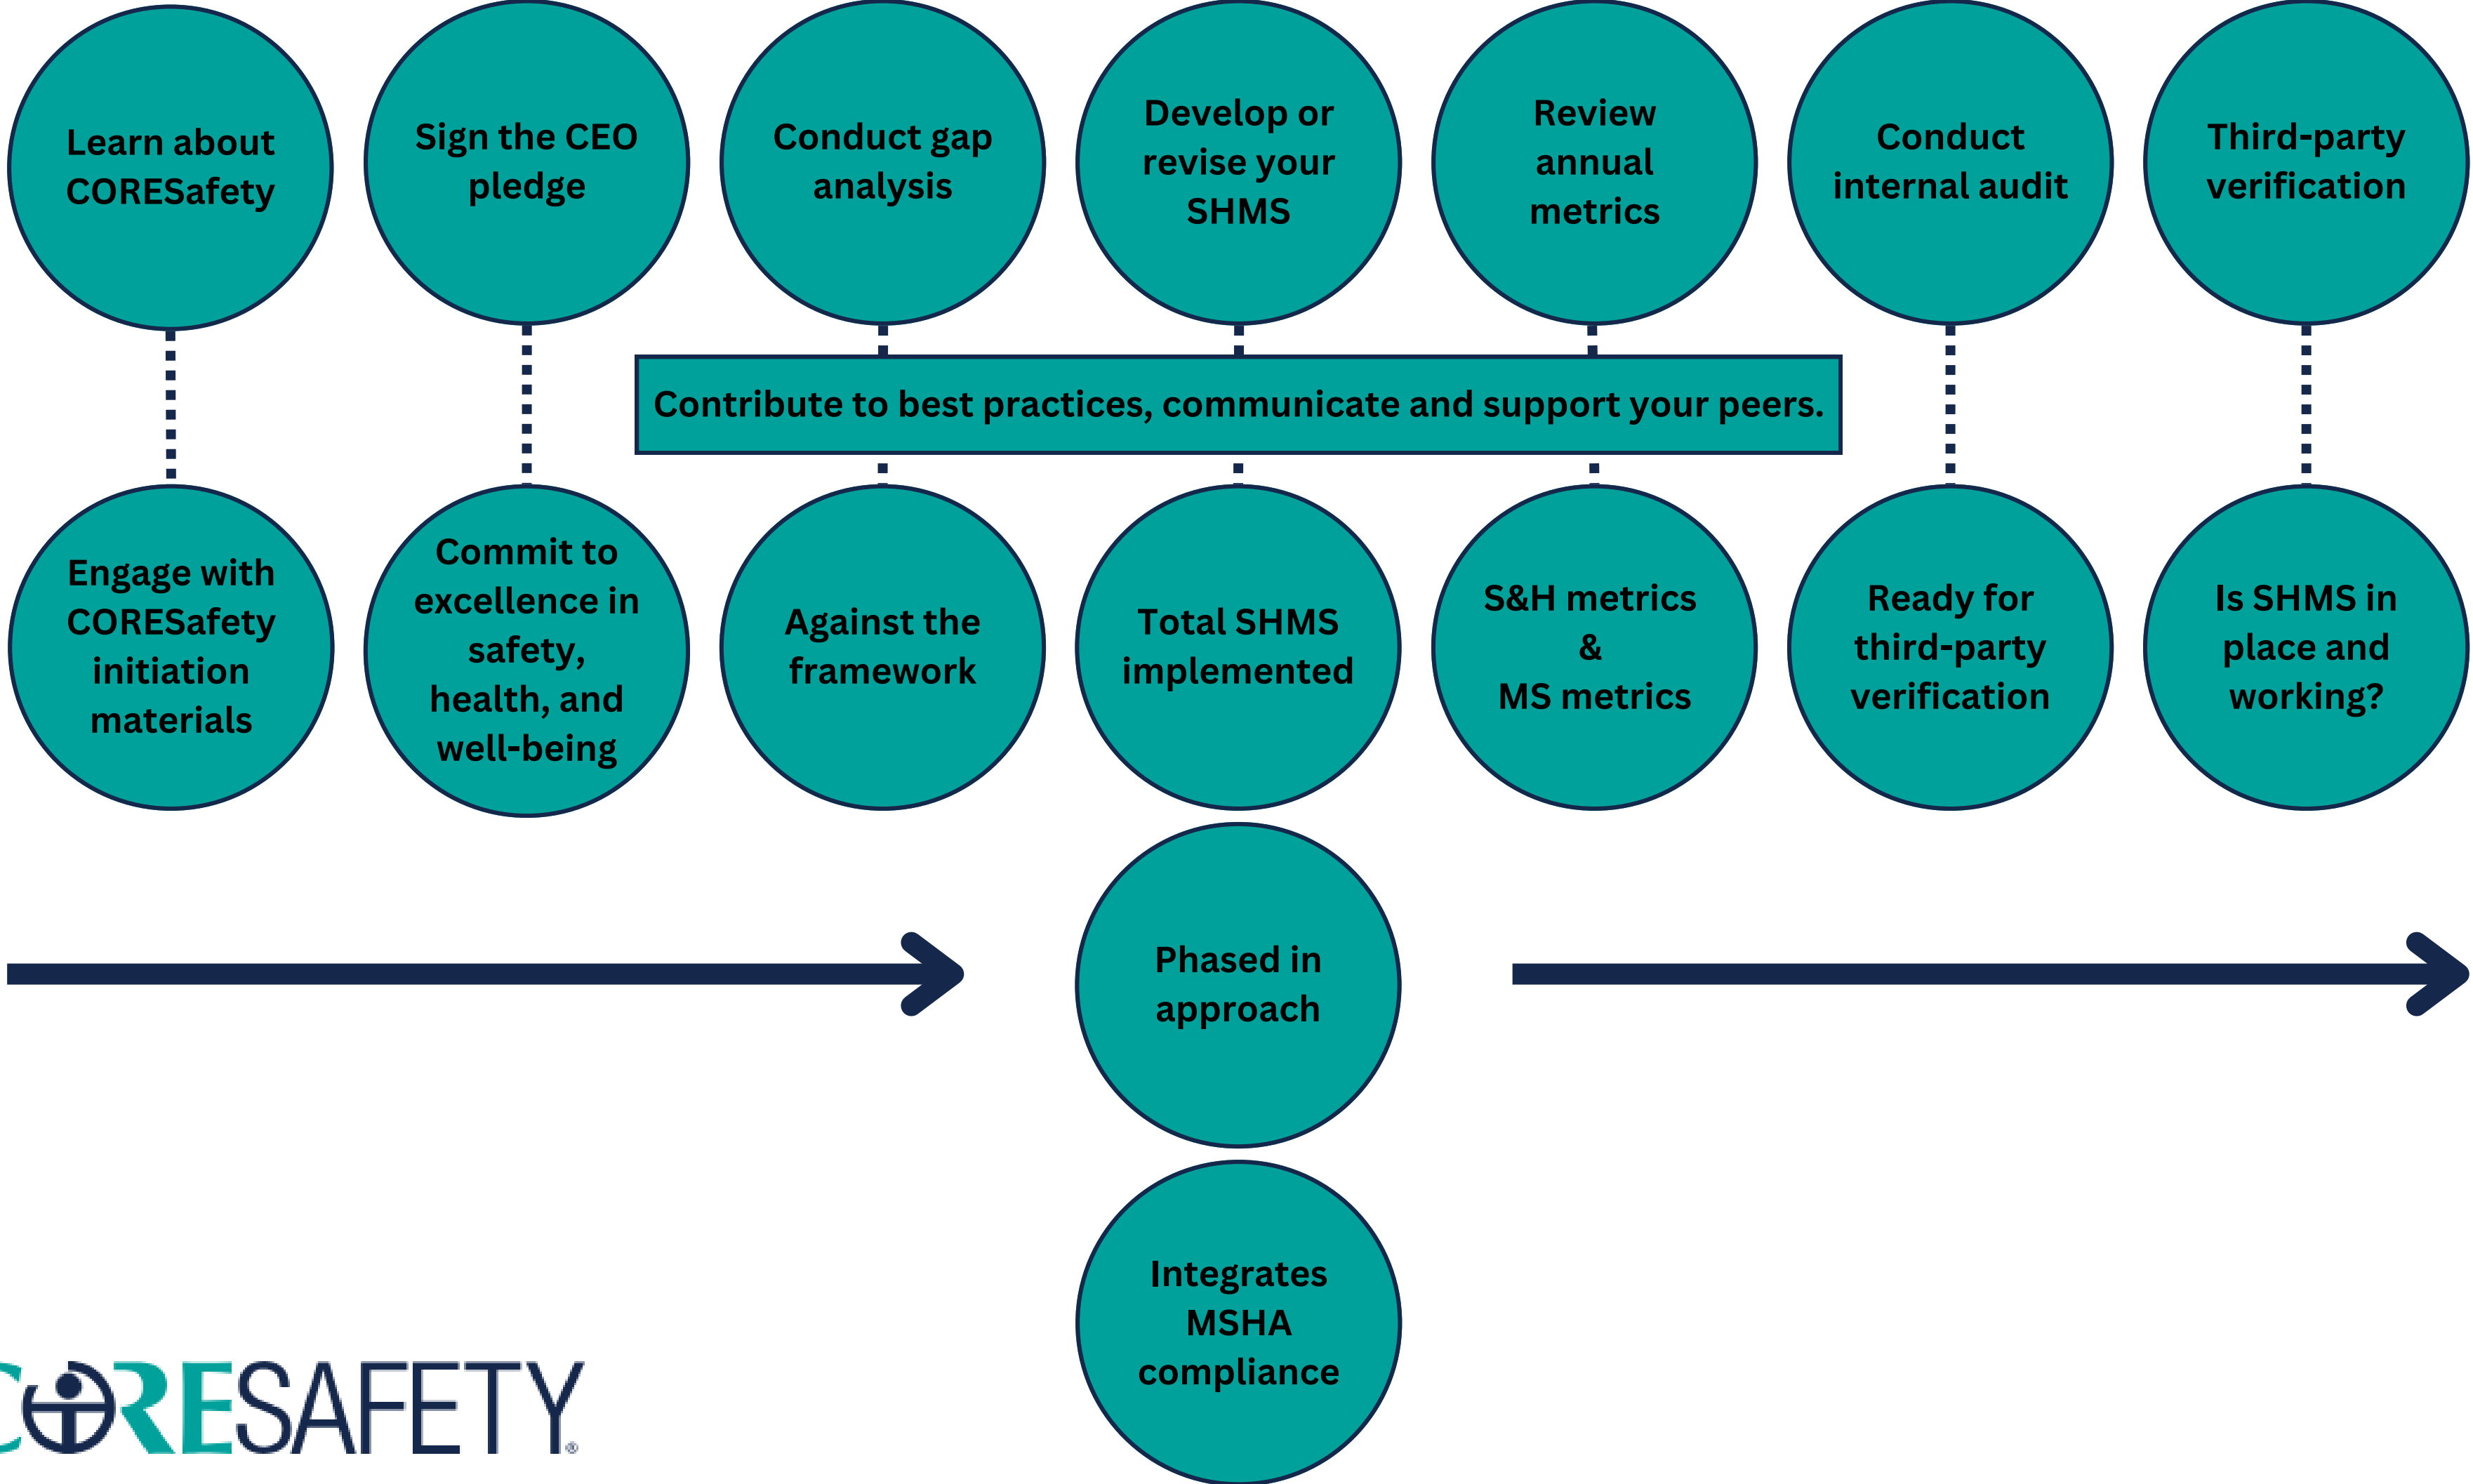 Learn about
CORESafety
Sign the CEO
pledge
Conduct gap
analysis
Develop or
revise your
SHMS
Review
annual
metrics
Conduct
internal audit
Third-party
verification
Contribute to best practices, communicate and support your peers.
Engage with
CORESafety
initiation
materials
Commit to
excellence in
safety,
health, and
well-being
Against the
framework
Total SHMS
implemented
S&H metrics
&
MS metrics
Ready for
third-party
verification
Is SHMS in
place and
working?
Phased in
approach
Integrates
MSHA
compliance
CORESAFETY®